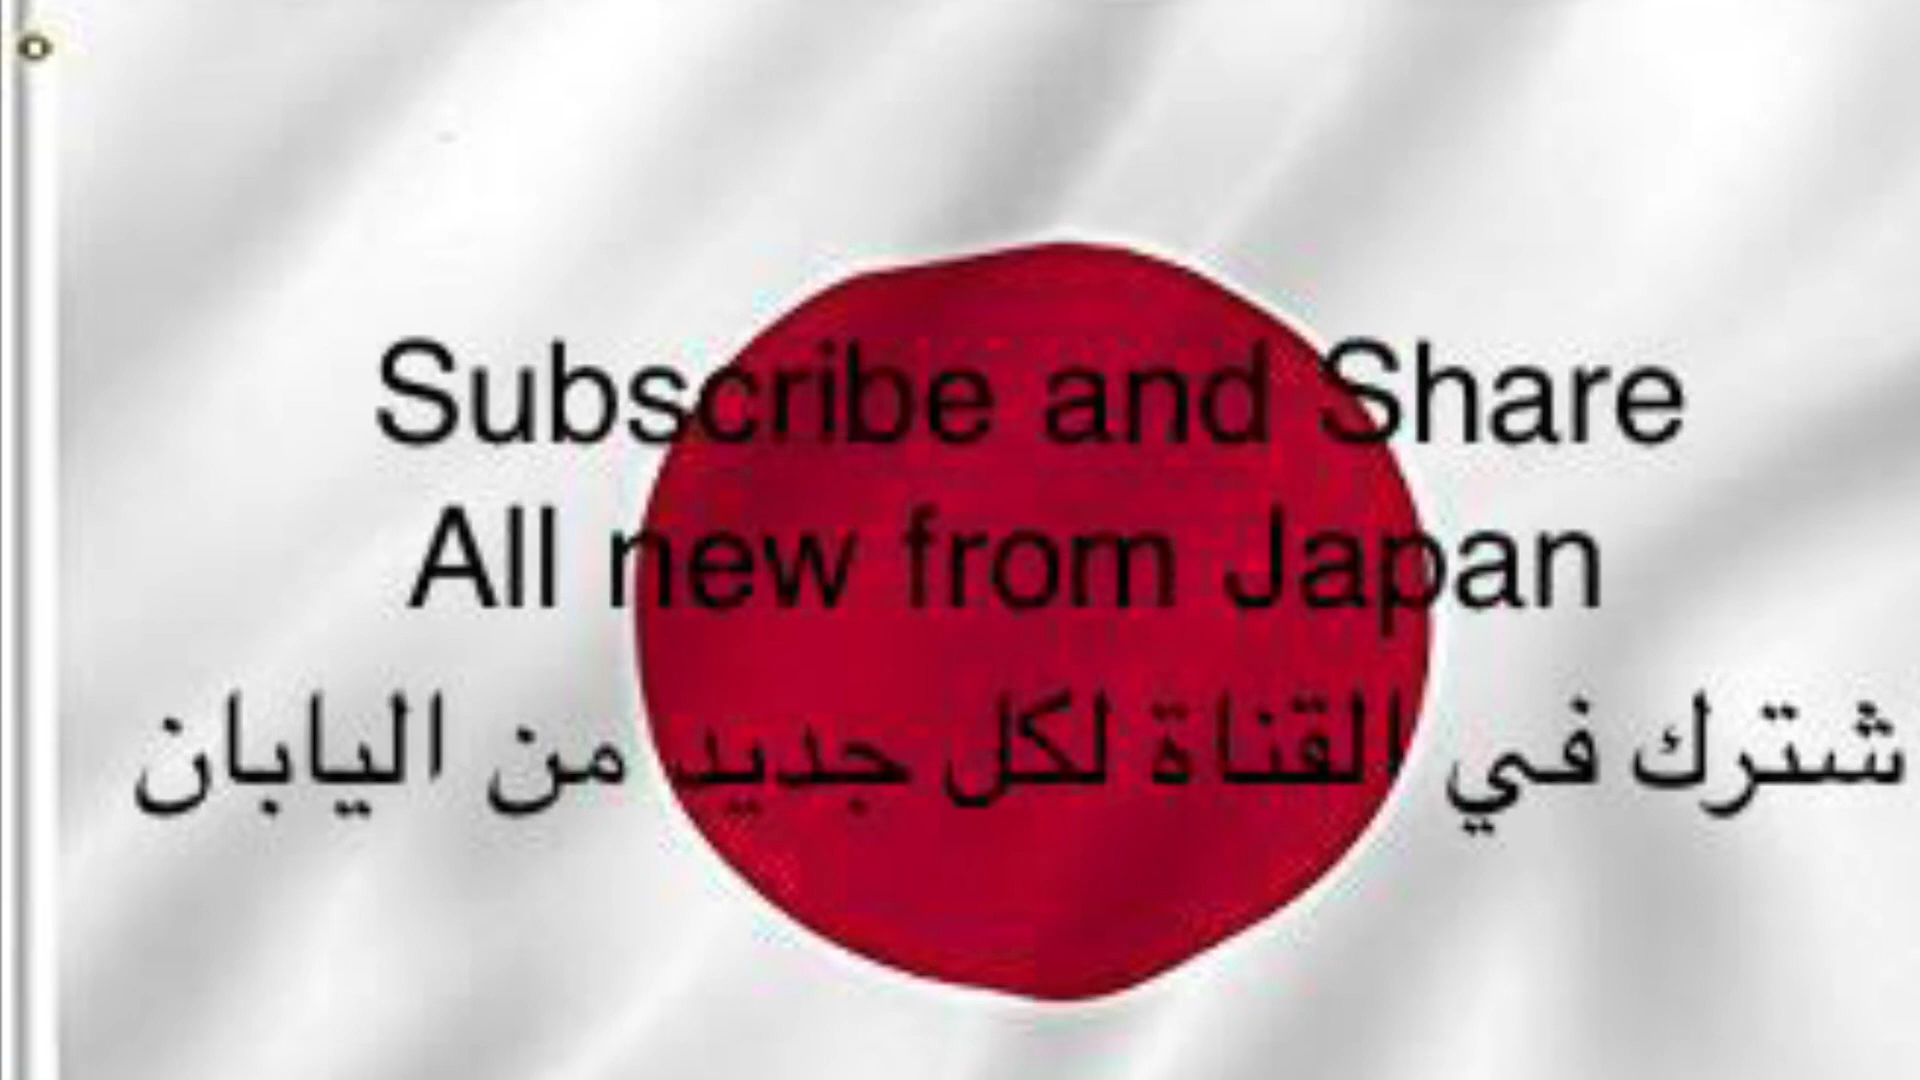 Subscribe and Share
All new from Japan
شترك في القناة لكل جديد من اليابان